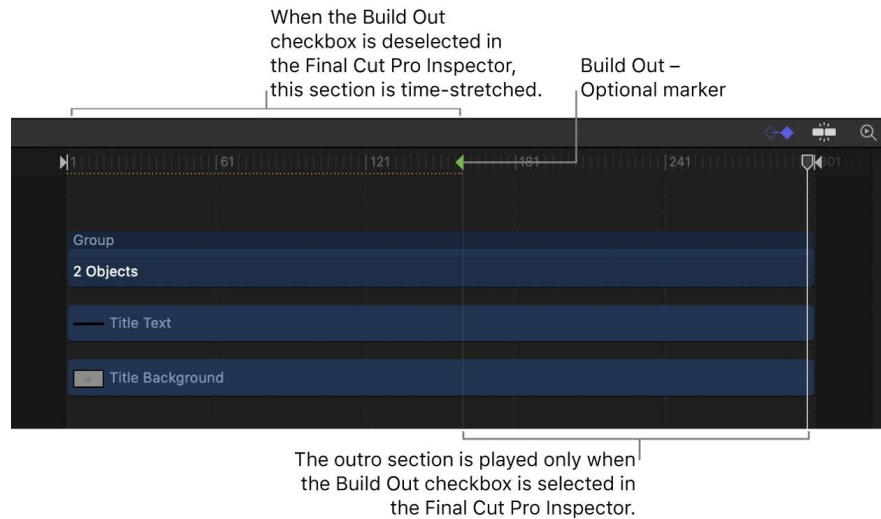 When the Build Out
checkbox is deselected in
the Final Cut Pro Inspector,
this section is time-stretched.
Build Out –
Optional marker
1 61 121 181 241 301
Group
2 Objects
Title Text
Title Background
The outro section is played only when
the Build Out checkbox is selected in
the Final Cut Pro Inspector.